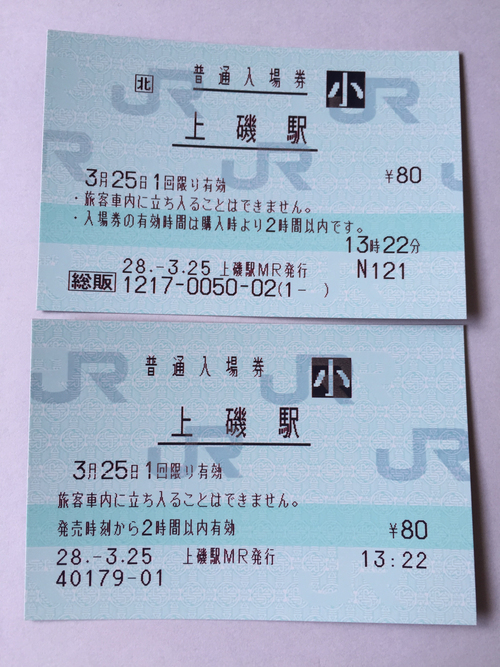 北 普通入場券 小
上磯駅
3月25日1回限り有効 ¥80
・旅客車内に立ち入ることはできません。
・入場券の有効時間は購入時より2時間以内です。
13時22分
28.-3.25 上磯駅MR発行 N121
総販 1217-0050-02(1- )
普通入場券 小
上磯駅
3月25日1回限り有効
旅客車内に立ち入ることはできません。
発売時刻から2時間以内有効 ¥80
28.-3.25 上磯駅MR発行 13:22
40179-01